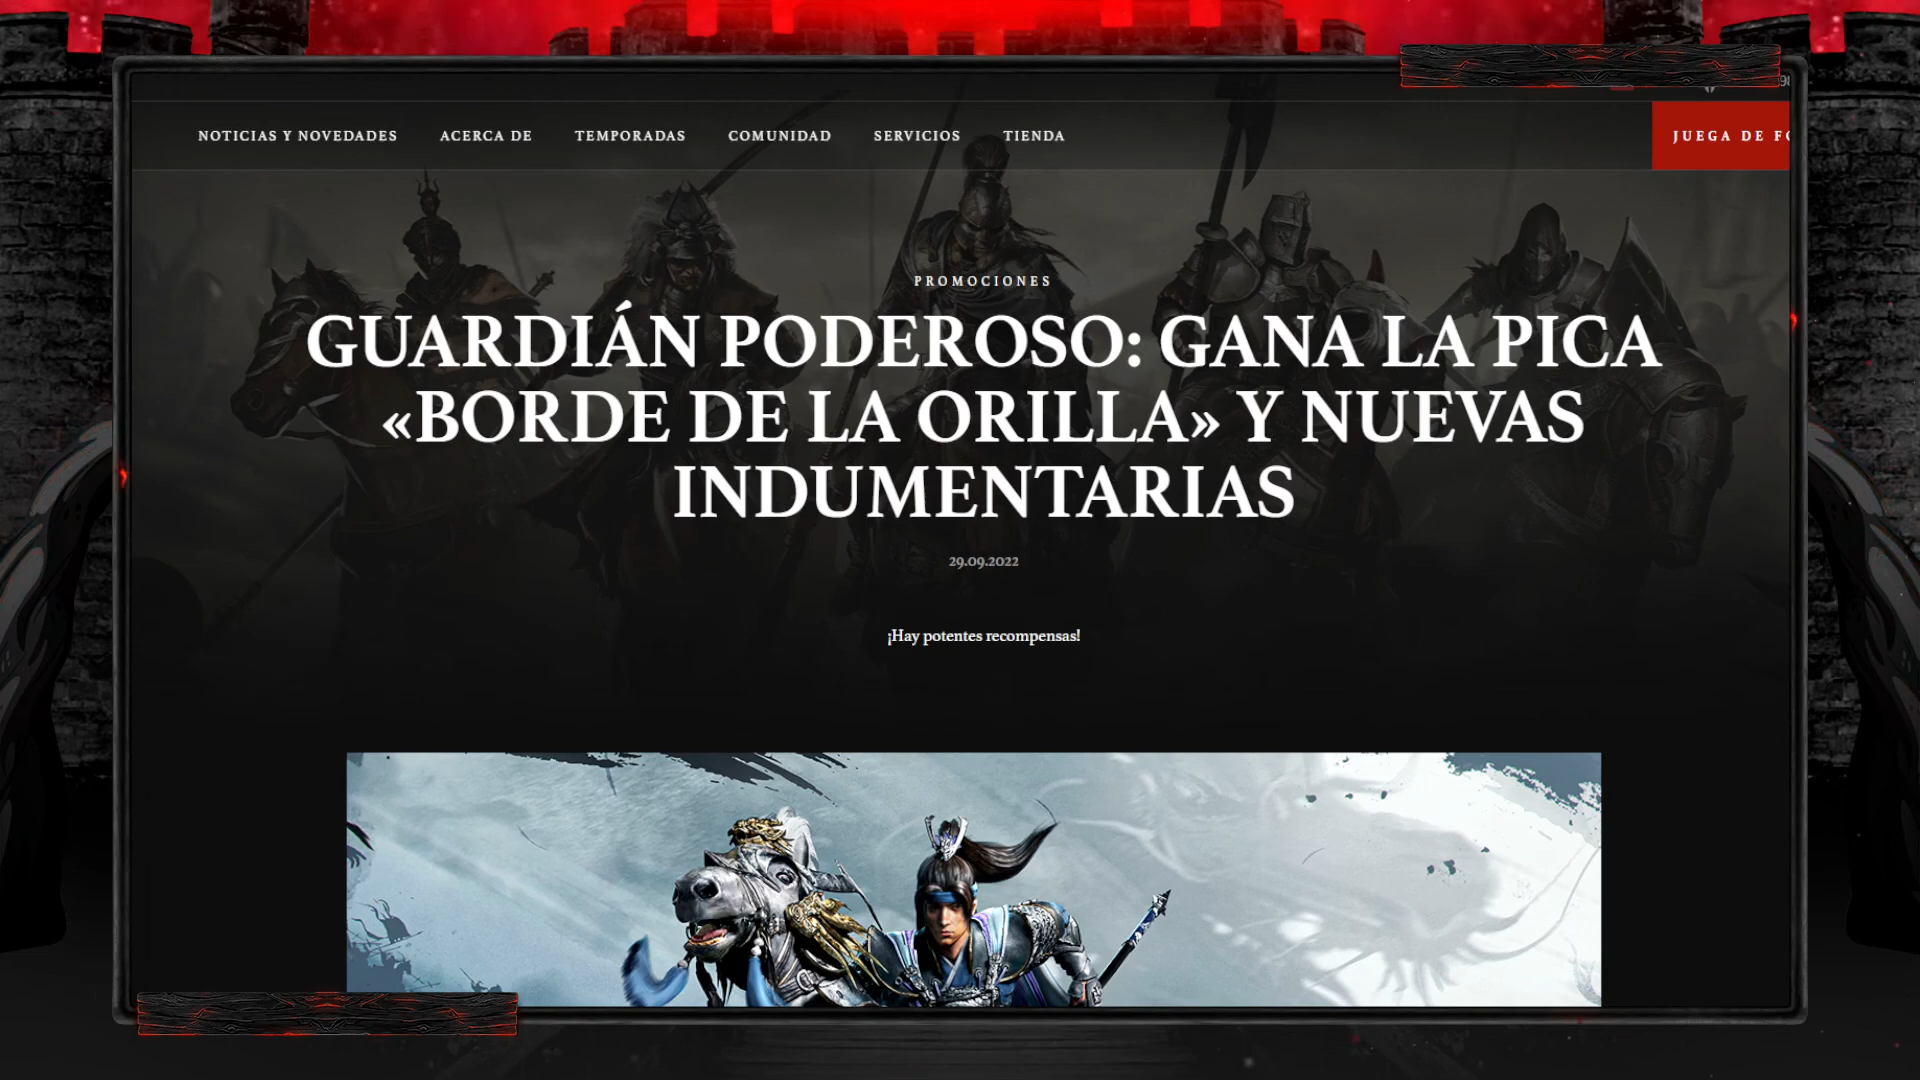 NOTICIAS Y NOVEDADES ACERCA DE TEMPORADAS COMUNIDAD SERVICIOS TIENDA JUEGA DE
PROMOCIONES
GUARDIÁN PODEROSO: GANA LA PICA
«BORDE DE LA ORILLA» Y NUEVAS
INDUMENTARIAS
29.09.2022
¡Hay potentes recompensas!